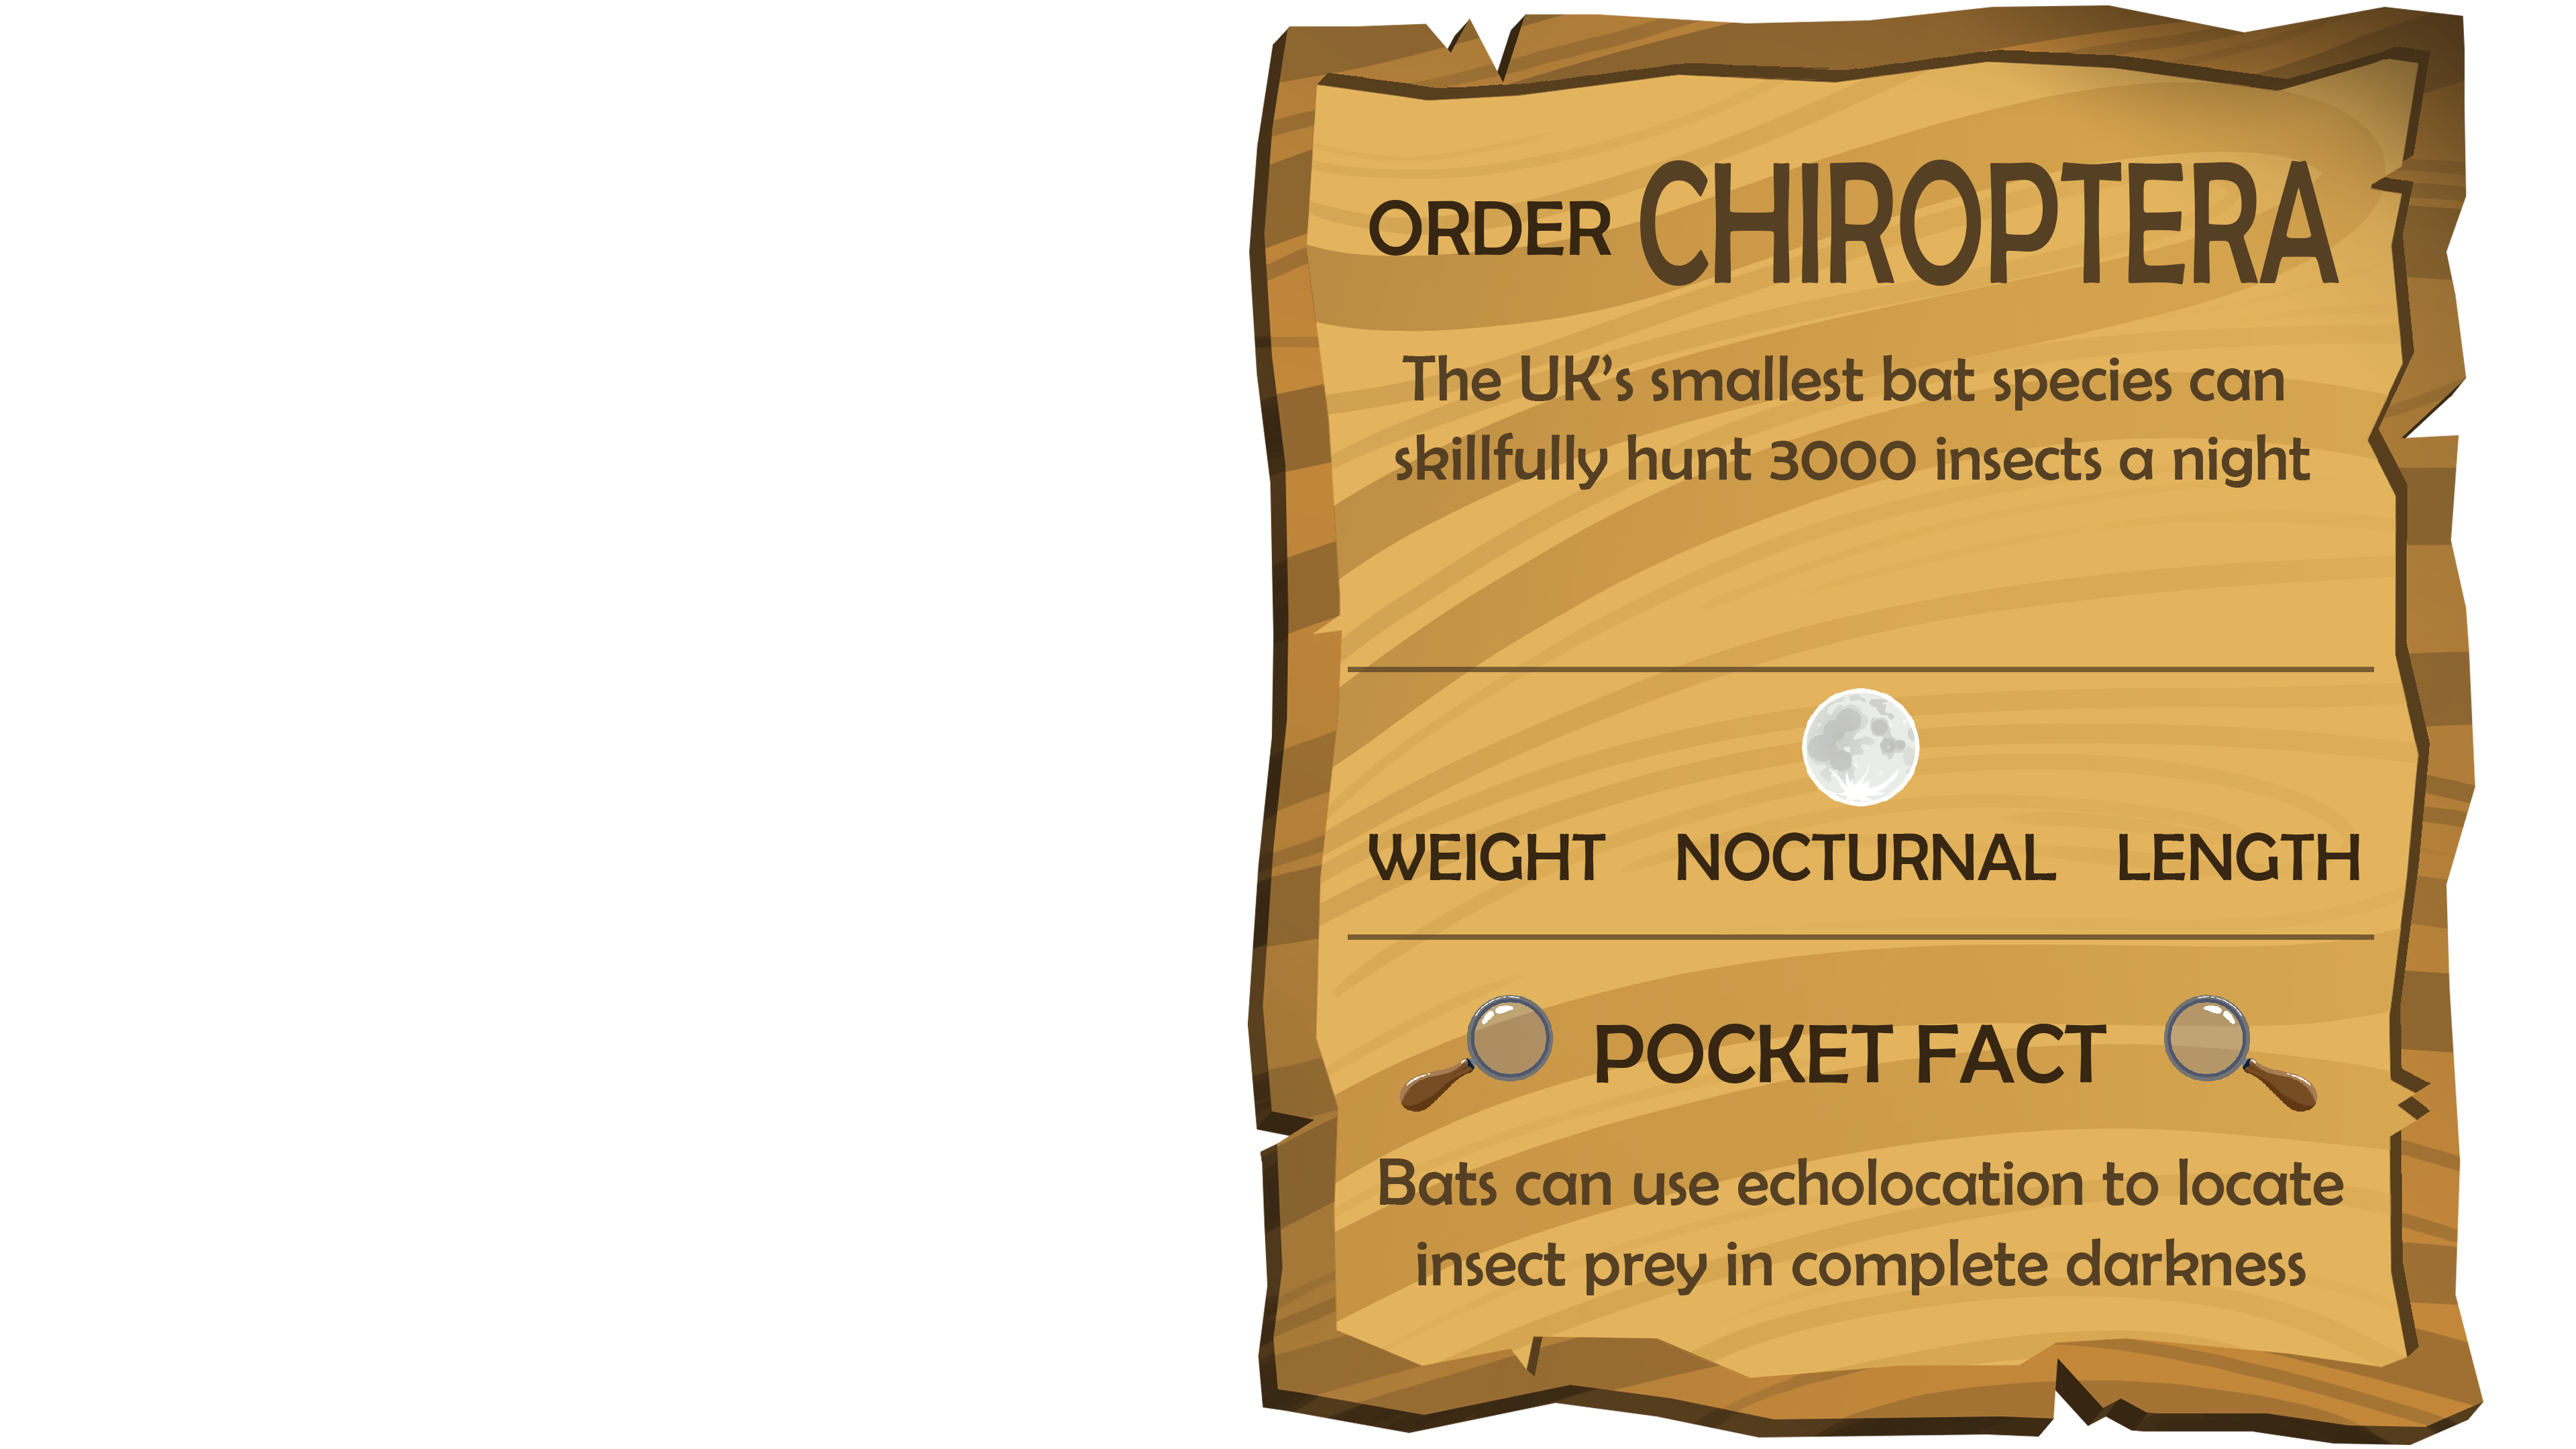 ORDER CHIROPTERA
The UK’s smallest bat species can
skillfully hunt 3000 insects a night
WEIGHT NOCTURNAL LENGTH
POCKET FACT
Bats can use echolocation to locate
insect prey in complete darkness